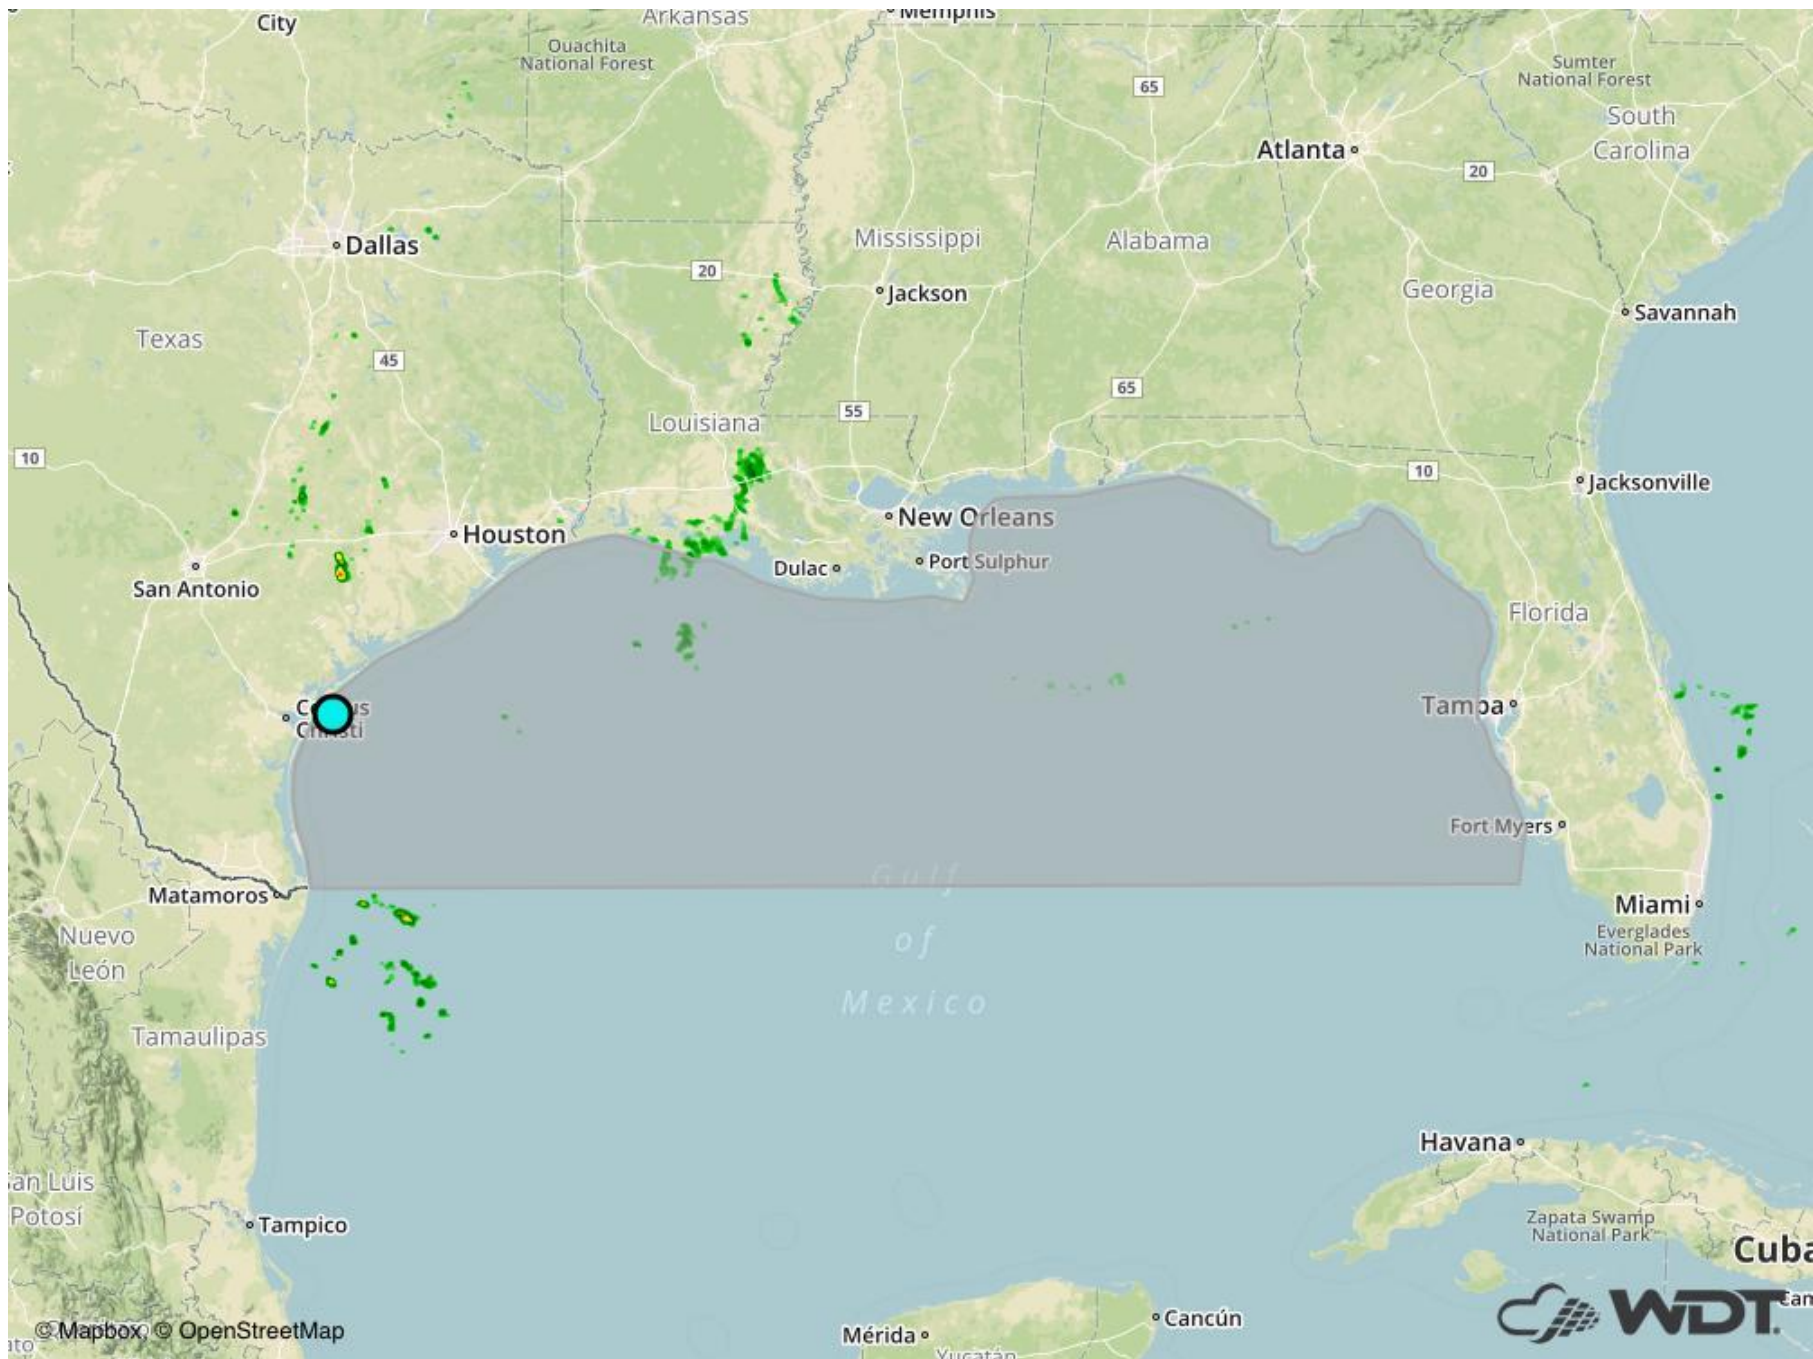 City
Arkansas
Memphis
Ouachita
National Forest
65
Sumter
National Forest
South
Carolina
Atlanta
20
Dallas
Mississippi
Alabama
20
Jackson
Georgia
Savannah
Texas
45
65
Louisiana
55
10
10
Jacksonville
New Orleans
Houston
Dulac
Port Sulphur
San Antonio
Florida
Corpus
Christi
Tampa
Fort Myers
Gulf
of
Mexico
Matamoros
Miami
Everglades
National Park
Nuevo
León
Tamaulipas
Havana
San Luis
Potosí
Tampico
Zapata Swamp
National Park
Cuba
Cam
WDT
Cancún
Mérida
Yucatán
© Mapbox, © OpenStreetMap